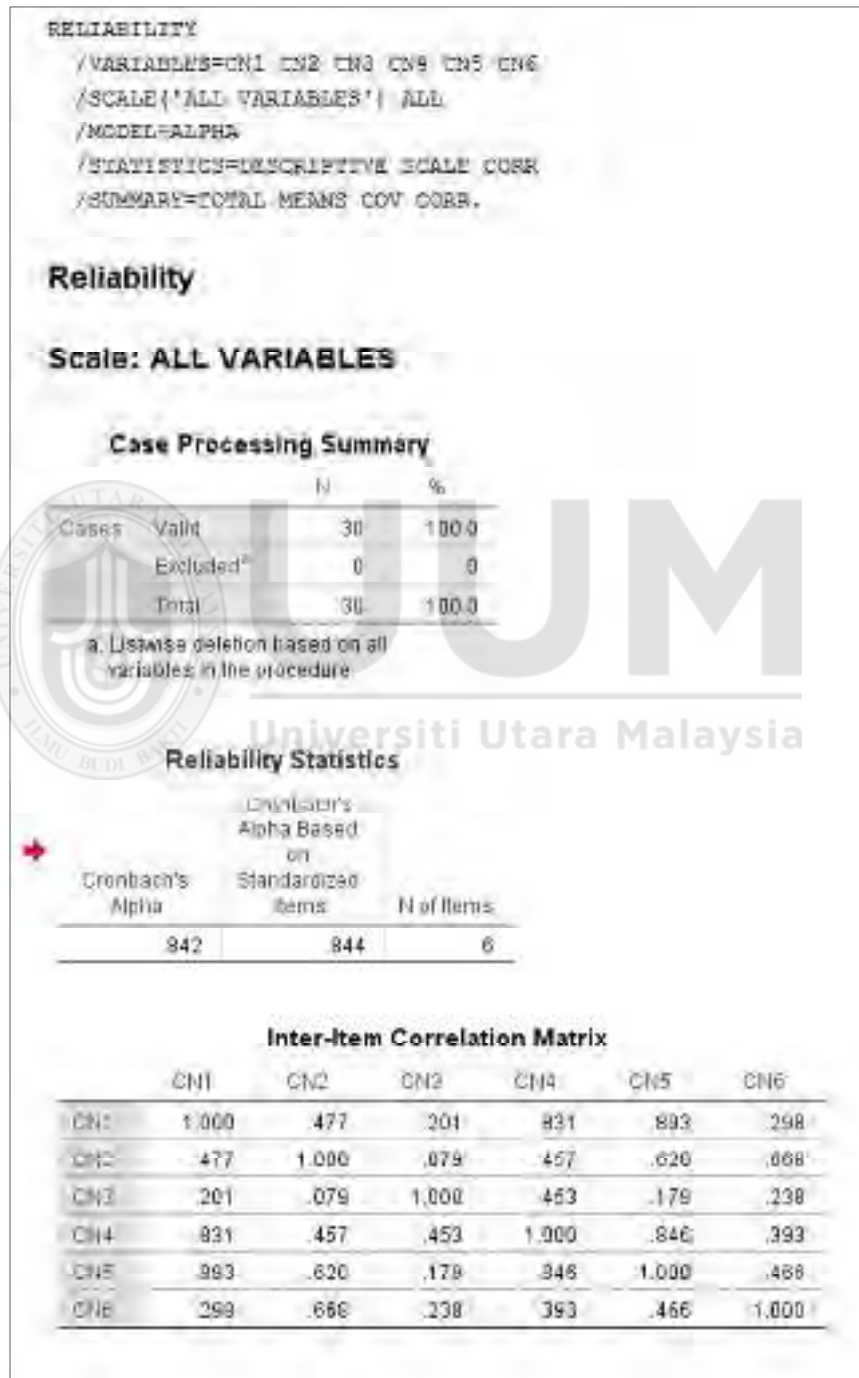 RELIABILITY
/VARIABLES=CN1 CN2 CN3 CN4 CN5 CN6
/SCALE('ALL VARIABLES') ALL
/MODEL=ALPHA
/STATISTICS=DESCRIPTIVE SCALE CORR
/SUMMARY=TOTAL MEANS COV CORR.
Reliability
Scale: ALL VARIABLES
Case Processing Summary
N %
Cases Valid 30 100.0
Excluded a 0 0
Total 30 100.0
a. Listwise deletion based on all
variables in the procedure
UUM
Universiti Utara Malaysia
UNIVERSITI UTARA MALAYSIA
ILMU BUDI BAKTI
Reliability Statistics
Cronbach's Alpha Cronbach's Alpha Based on Standardized Items N of Items
.842 .844 6
Inter-Item Correlation Matrix
CN1 CN2 CN3 CN4 CN5 CN6
CN1 1.000 .477 .201 .831 .893 .298
CN2 .477 1.000 .079 .457 .620 .668
CN3 .201 .079 1.000 .453 .179 .238
CN4 .831 .457 .453 1.000 .846 .393
CN5 .893 .620 .179 .846 1.000 .466
CN6 .298 .668 .238 .393 .466 1.000